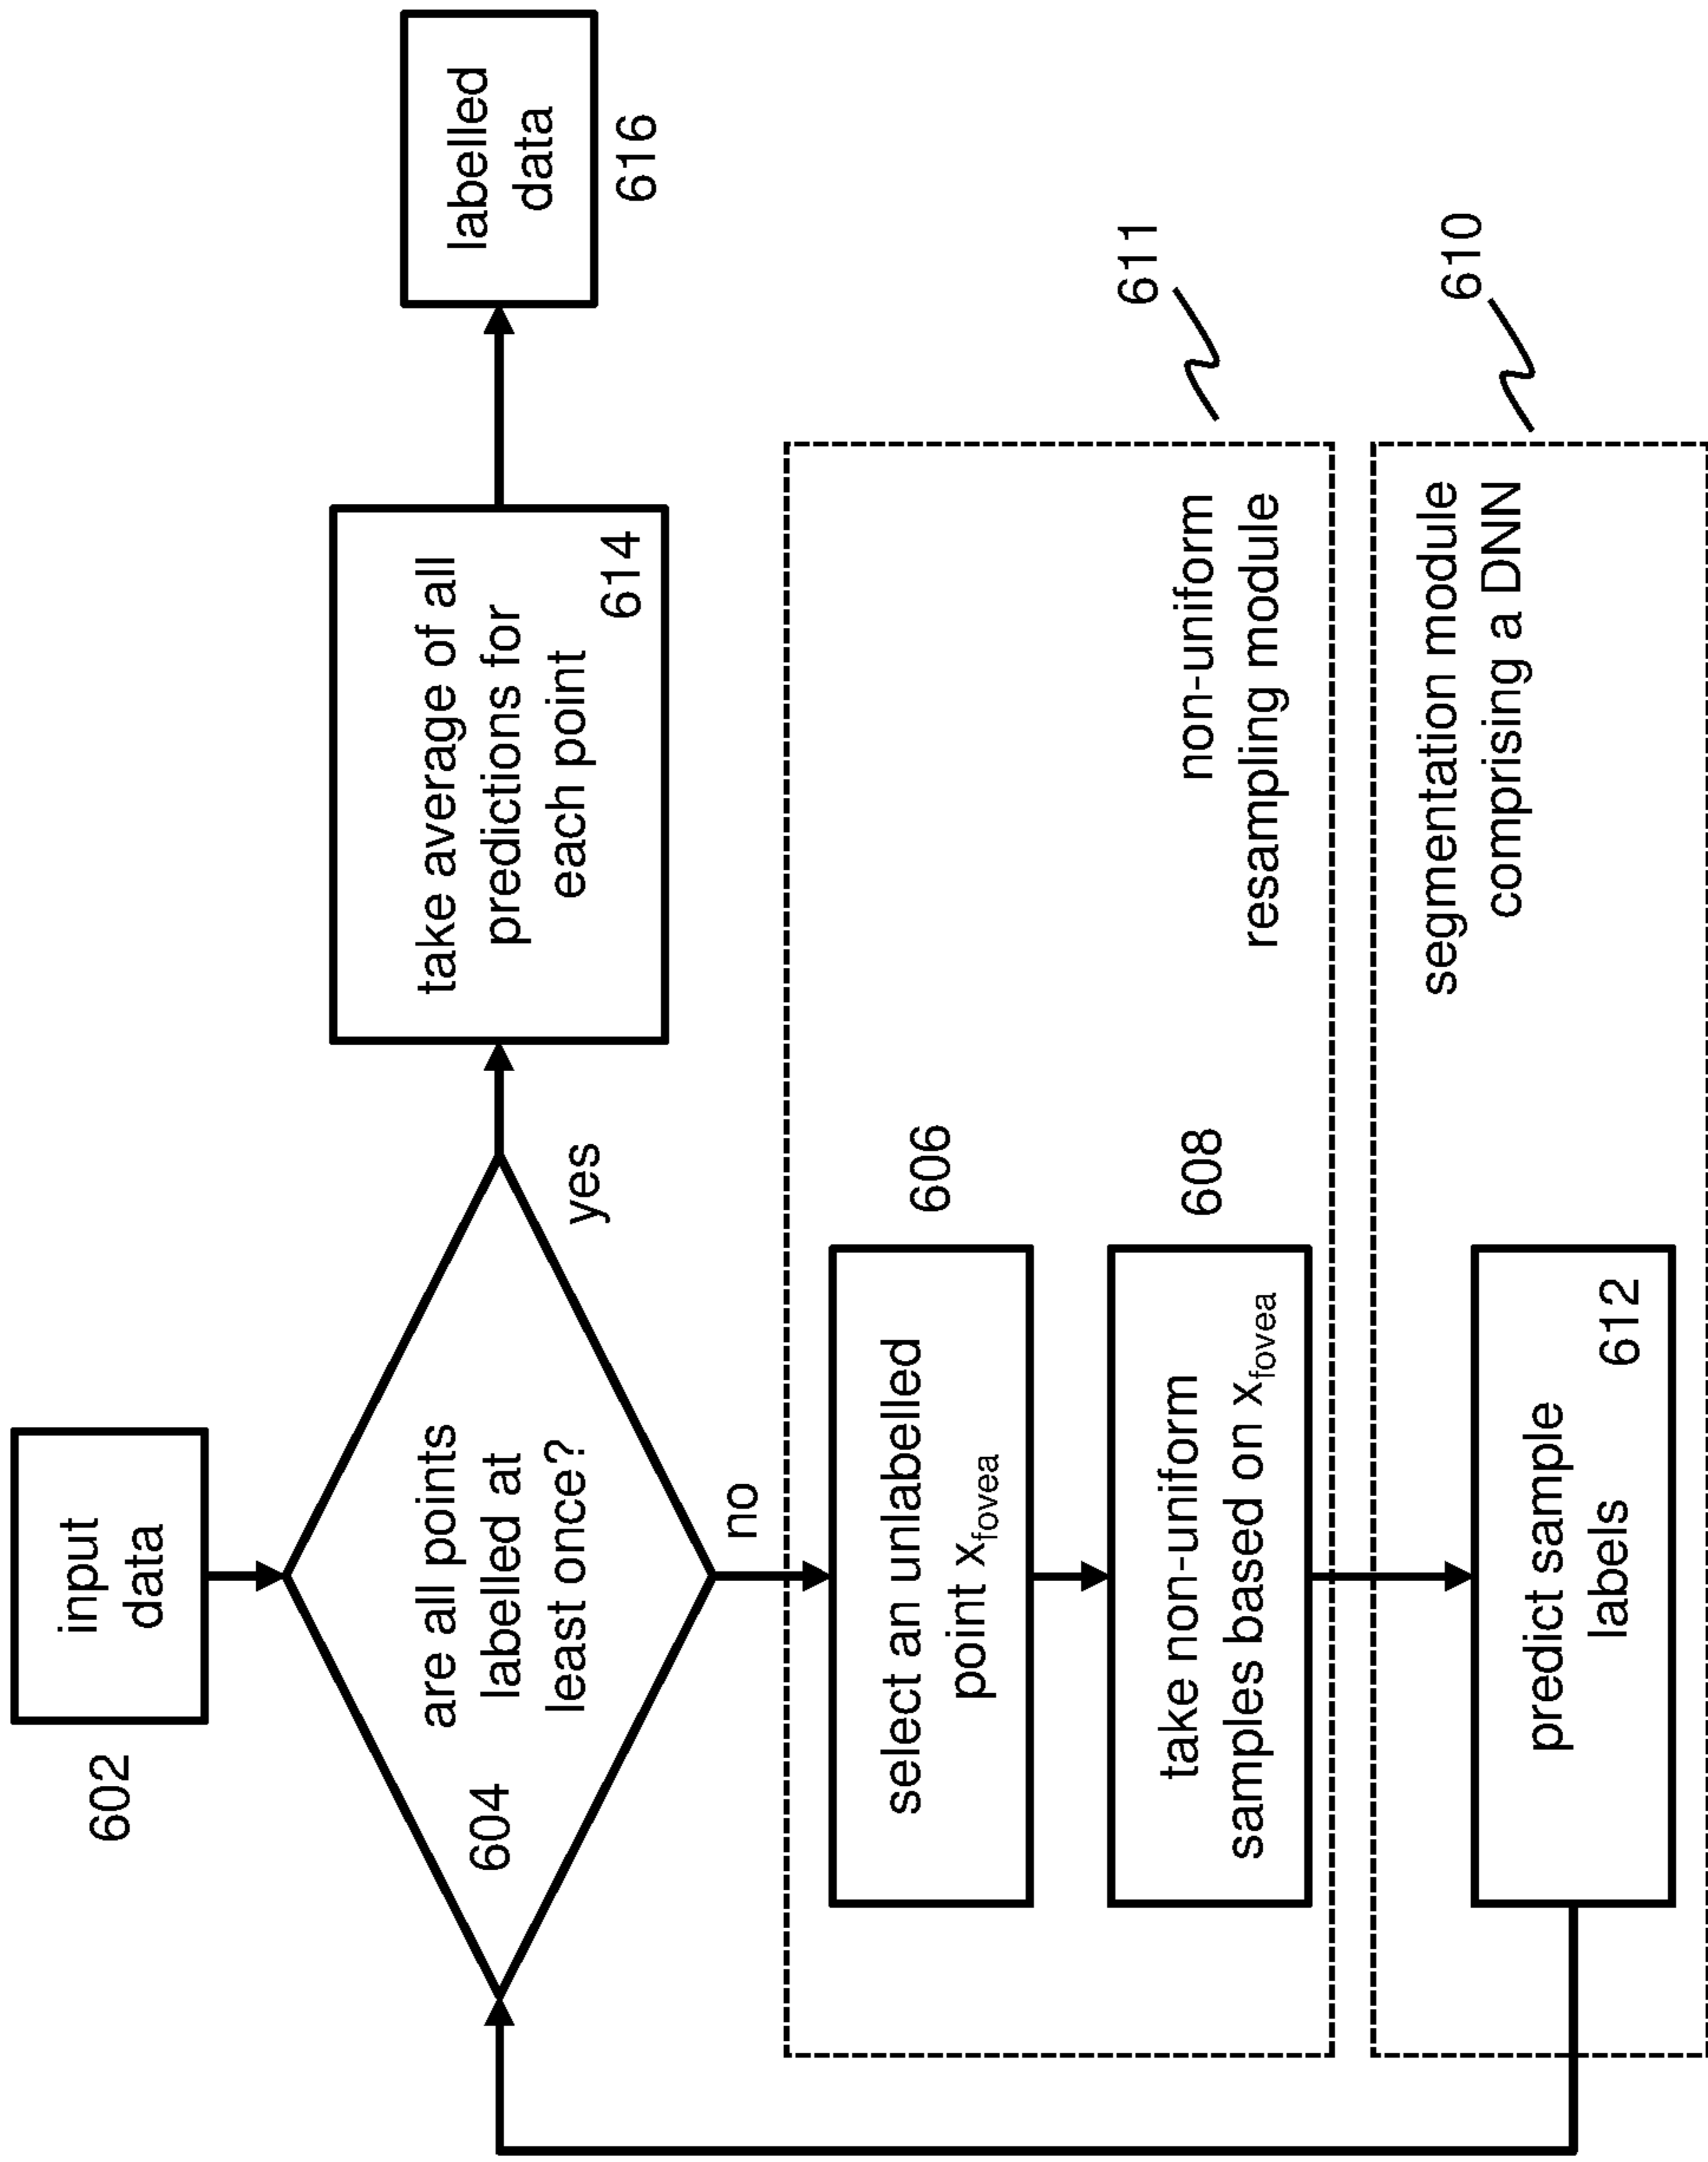 602
input
data
604
are all points
labelled at
least once?
yes
take average of all
predictions for
each point
614
labelled
data
616
no
select an unlabelled
point xfovea
606
take non-uniform
samples based on xfovea
608
non-uniform
resampling module
611
predict sample
labels
612
segmentation module
comprising a DNN
610